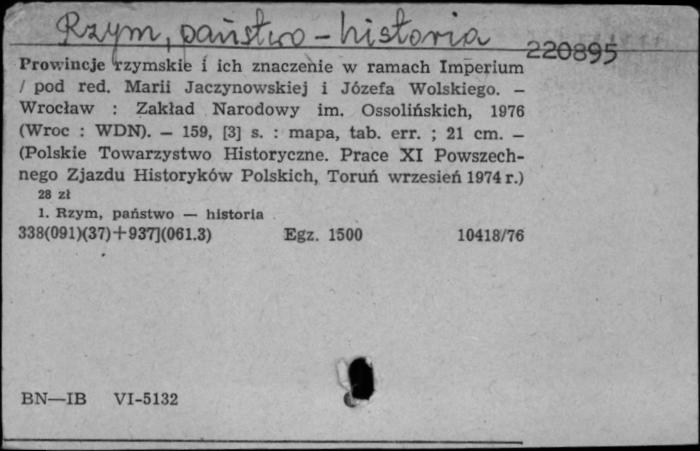 Rzym, państwo - historia
220895
Prowincje rzymskie i ich znaczenie w ramach Imperium
/ pod red. Marii Jaczynowskiej i Józefa Wolskiego. –
Wrocław : Zakład Narodowy im. Ossolińskich, 1976
(Wroc : WDN). — 159, [3] s. : mapa, tab. err. ; 21 cm. —
(Polskie Towarzystwo Historyczne. Prace XI Powszech-
nego Zjazdu Historyków Polskich, Toruń wrzesień 1974 r.)
28 zł
1. Rzym, państwo — historia
338(091)(37)+937](061.3) Egz. 1500 10418/76
BN—IB VI-5132